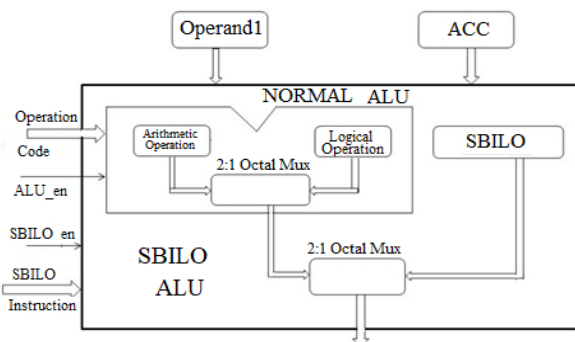 Operand1
ACC
NORMAL ALU
Operation
Code
Arithmetic
Operation
Logical
Operation
SBILO
2:1 Octal Mux
ALU_en
SBILO_en
SBILO
ALU
2:1 Octal Mux
SBILO
Instruction